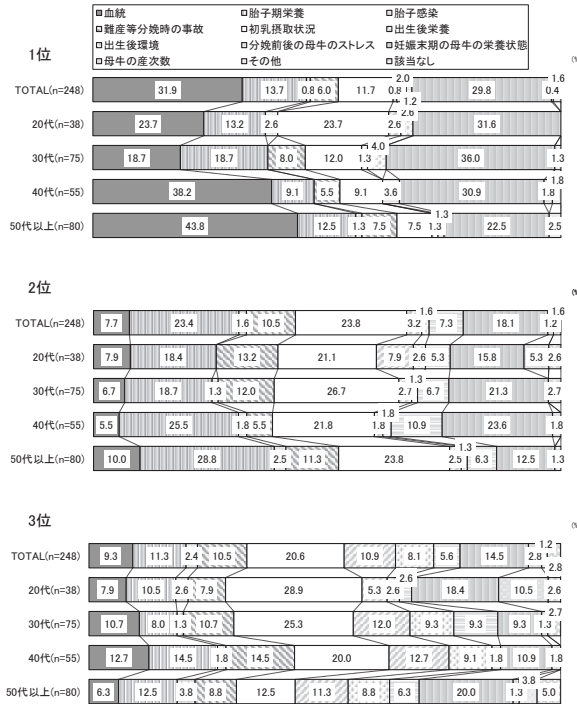 ■血統 □胎子期栄養 □胎子感染
□難産等分娩時の事故 □初乳摂取状況 □出生後栄養
□出生後環境 □分娩前後の母牛のストレス □妊娠末期の母牛の栄養状態
□母牛の産次数 □その他 □該当なし
1位
TOTAL(n=248) 31.9 13.7 0.8 6.0 11.7 0.8 2.0 1.2 29.8 0.4 1.6
20代(n=38) 23.7 13.2 2.6 23.7 2.6 2.6 31.6
30代(n=75) 18.7 18.7 8.0 12.0 1.3 4.0 36.0 1.3
40代(n=55) 38.2 9.1 5.5 9.1 3.6 30.9 1.8 1.8
50代以上(n=80) 43.8 12.5 1.3 7.5 7.5 1.3 1.3 22.5 2.5
2位
TOTAL(n=248) 7.7 23.4 1.6 10.5 23.8 3.2 1.6 7.3 18.1 1.2 1.6
20代(n=38) 7.9 18.4 13.2 21.1 7.9 2.6 5.3 15.8 5.3 2.6
30代(n=75) 6.7 18.7 1.3 12.0 26.7 2.7 1.3 6.7 21.3 2.7
40代(n=55) 5.5 25.5 1.8 5.5 21.8 1.8 1.8 10.9 23.6 1.8
50代以上(n=80) 10.0 28.8 2.5 11.3 23.8 2.5 1.3 6.3 12.5 1.3
3位
TOTAL(n=248) 9.3 11.3 2.4 10.5 20.6 10.9 8.1 5.6 14.5 2.8 1.2 2.8
20代(n=38) 7.9 10.5 2.6 7.9 28.9 5.3 2.6 2.6 18.4 10.5 2.6
30代(n=75) 10.7 8.0 1.3 10.7 25.3 12.0 9.3 9.3 9.3 1.3 2.7
40代(n=55) 12.7 14.5 1.8 14.5 20.0 12.7 9.1 1.8 10.9 1.8
50代以上(n=80) 6.3 12.5 3.8 8.8 12.5 11.3 8.8 6.3 20.0 1.3 3.8 5.0